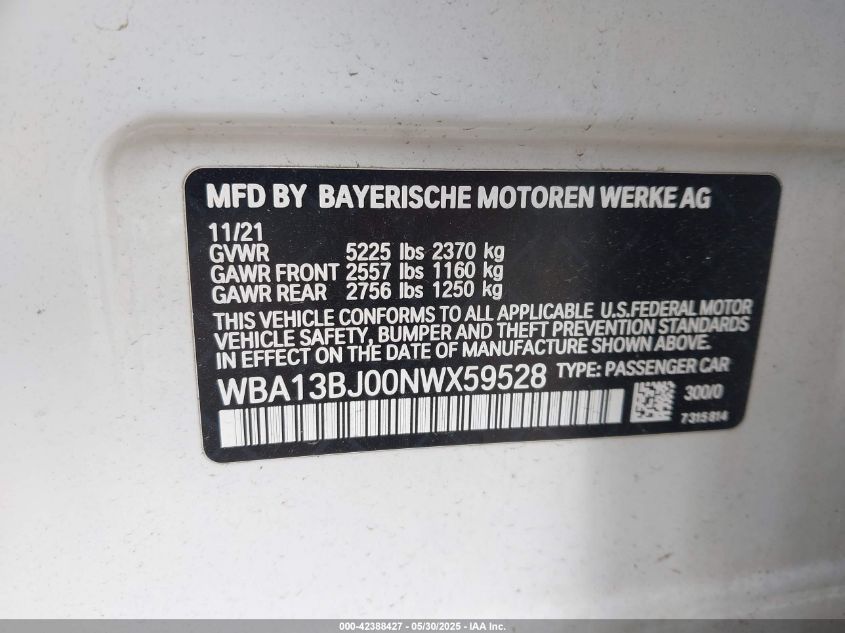 MFD BY BAYERISCHE MOTOREN WERKE AG
11/21
GVWR 5225 lbs 2370 kg
GAWR FRONT 2557 lbs 1160 kg
GAWR REAR 2756 lbs 1250 kg
THIS VEHICLE CONFORMS TO ALL APPLICABLE U.S.FEDERAL MOTOR
VEHICLE SAFETY, BUMPER AND THEFT PREVENTION STANDARDS
IN EFFECT ON THE DATE OF MANUFACTURE SHOWN ABOVE.
WBA13BJ00NWX59528 TYPE: PASSENGER CAR
300/0
7315814
000-42388427 - 05/30/2025 - IAA Inc.